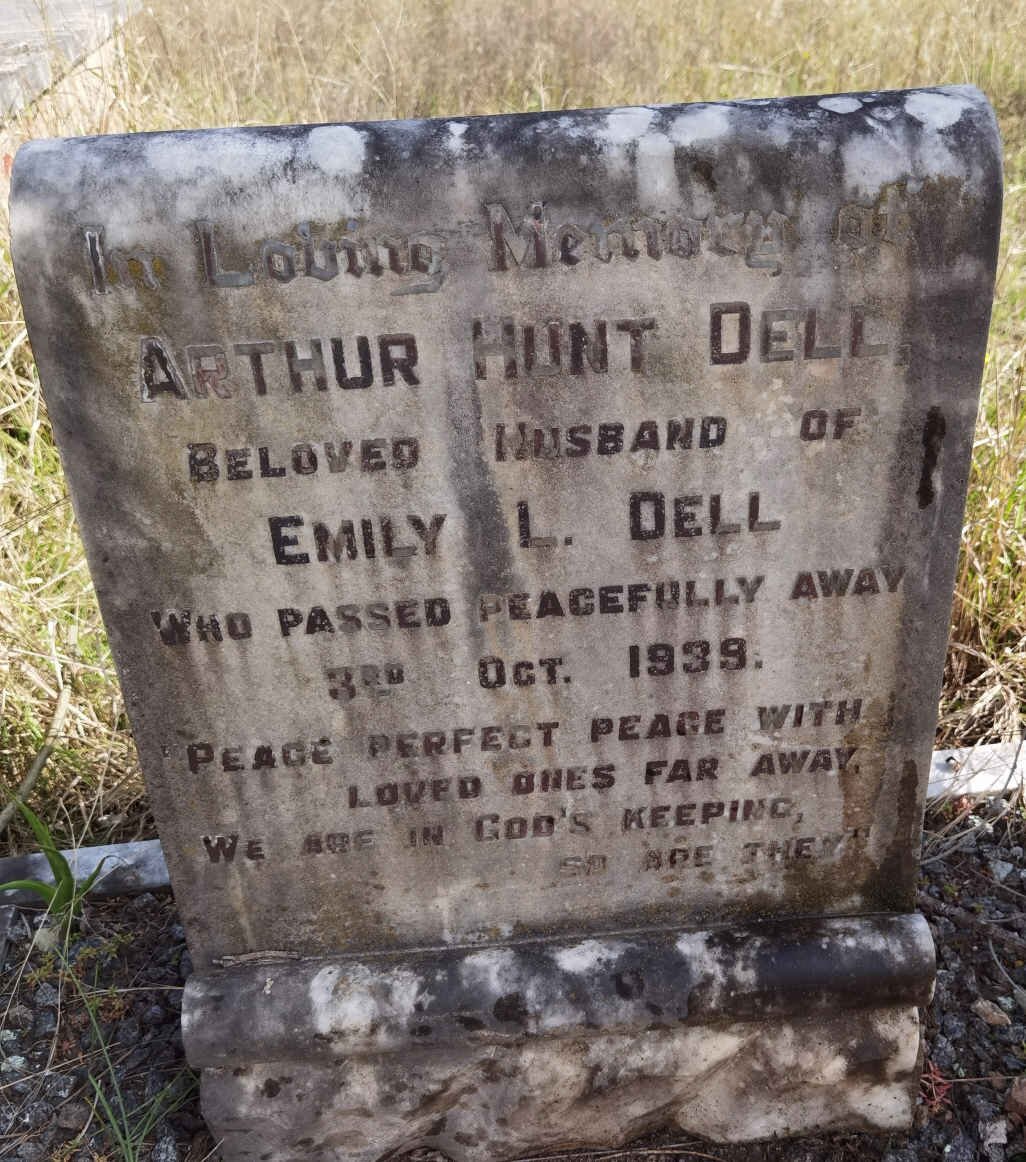 In Loving Memory of
ARTHUR HUNT DELL,
BELOVED HUSBAND OF
EMILY L. DELL
WHO PASSED PEACEFULLY AWAY
3RD OCT. 1939.
"PEACE PERFECT PEACE WITH
LOVED ONES FAR AWAY,
WE ARE IN GOD'S KEEPING,
SO ARE THEY"